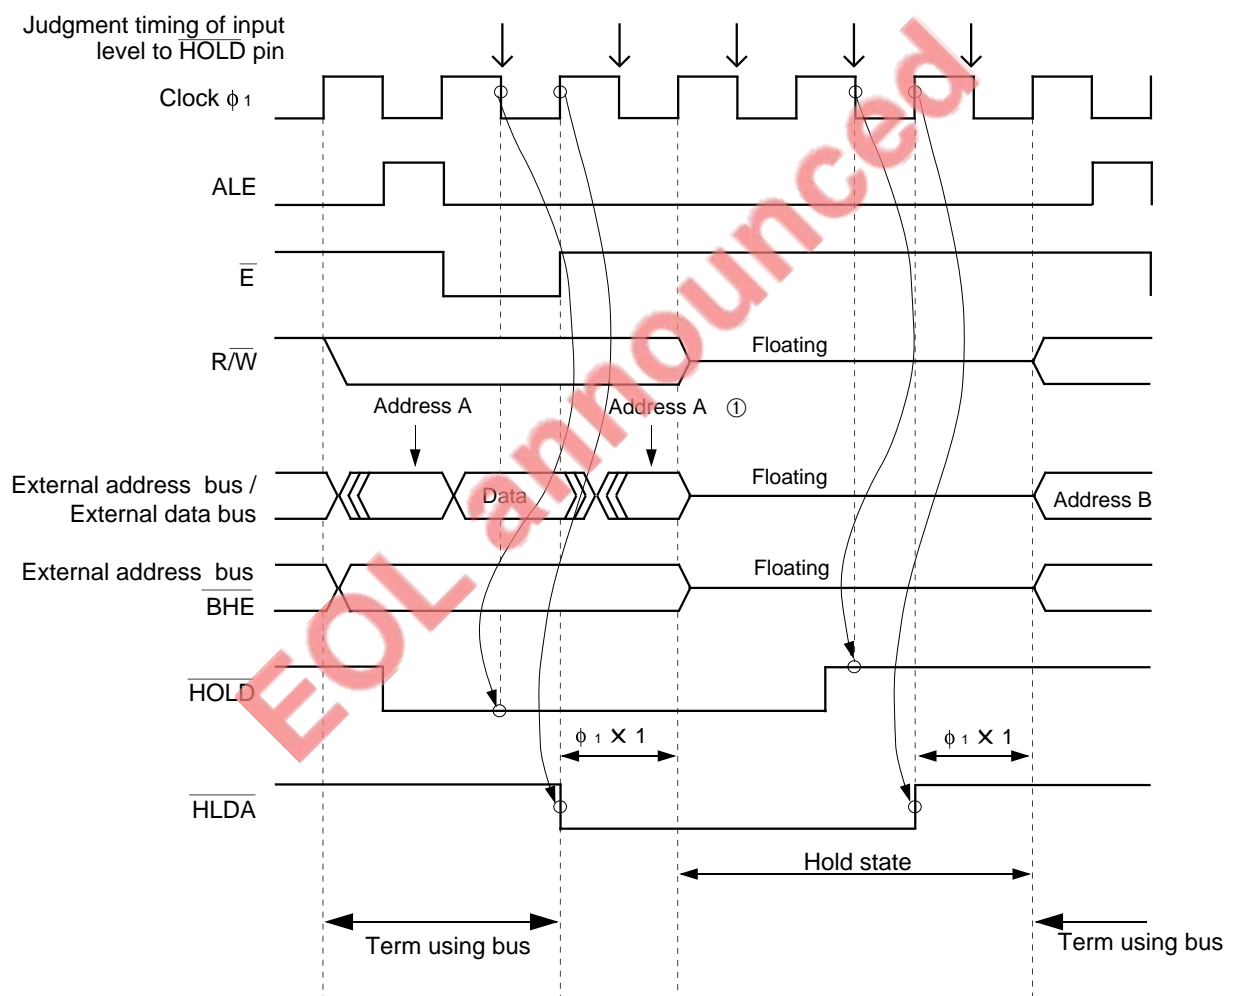 Judgment timing of input
level to HOLD pin
Clock ϕ 1
ALE
E
R/W
Floating
Address A
Address A ①
External address bus /
External data bus
Data
Floating
Address B
External address bus
BHE
Floating
HOLD
ϕ 1 × 1
ϕ 1 × 1
HLDA
Hold state
Term using bus
Term using bus
EOL announced